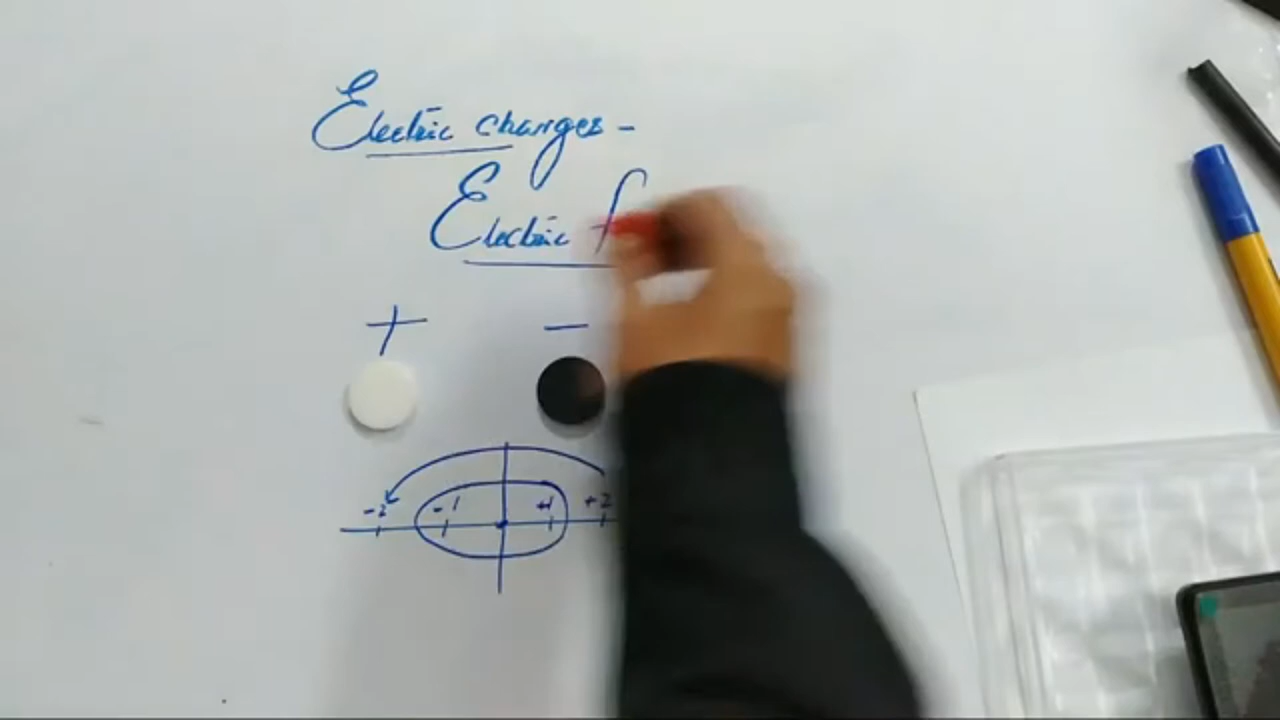 Electric charges -
Electric f
+ -
-2 -1 +1 +2